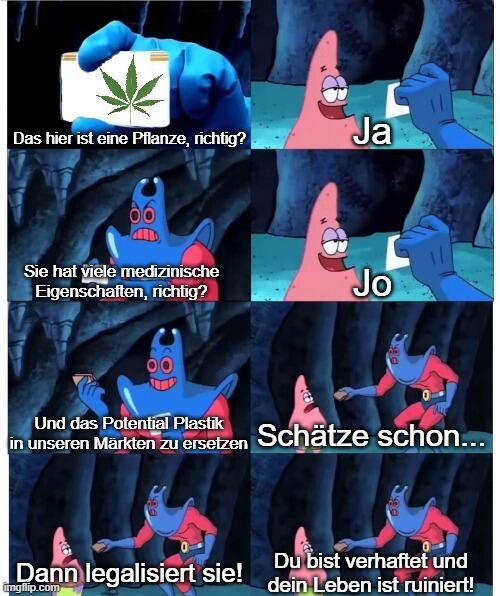 Das hier ist eine Pflanze, richtig?
Ja
Sie hat viele medizinische
Eigenschaften, richtig?
Jo
Und das Potential Plastik
in unseren Märkten zu ersetzen
Schätze schon...
Dann legalisiert sie!
Du bist verhaftet und
dein Leben ist ruiniert!
imgflip.com